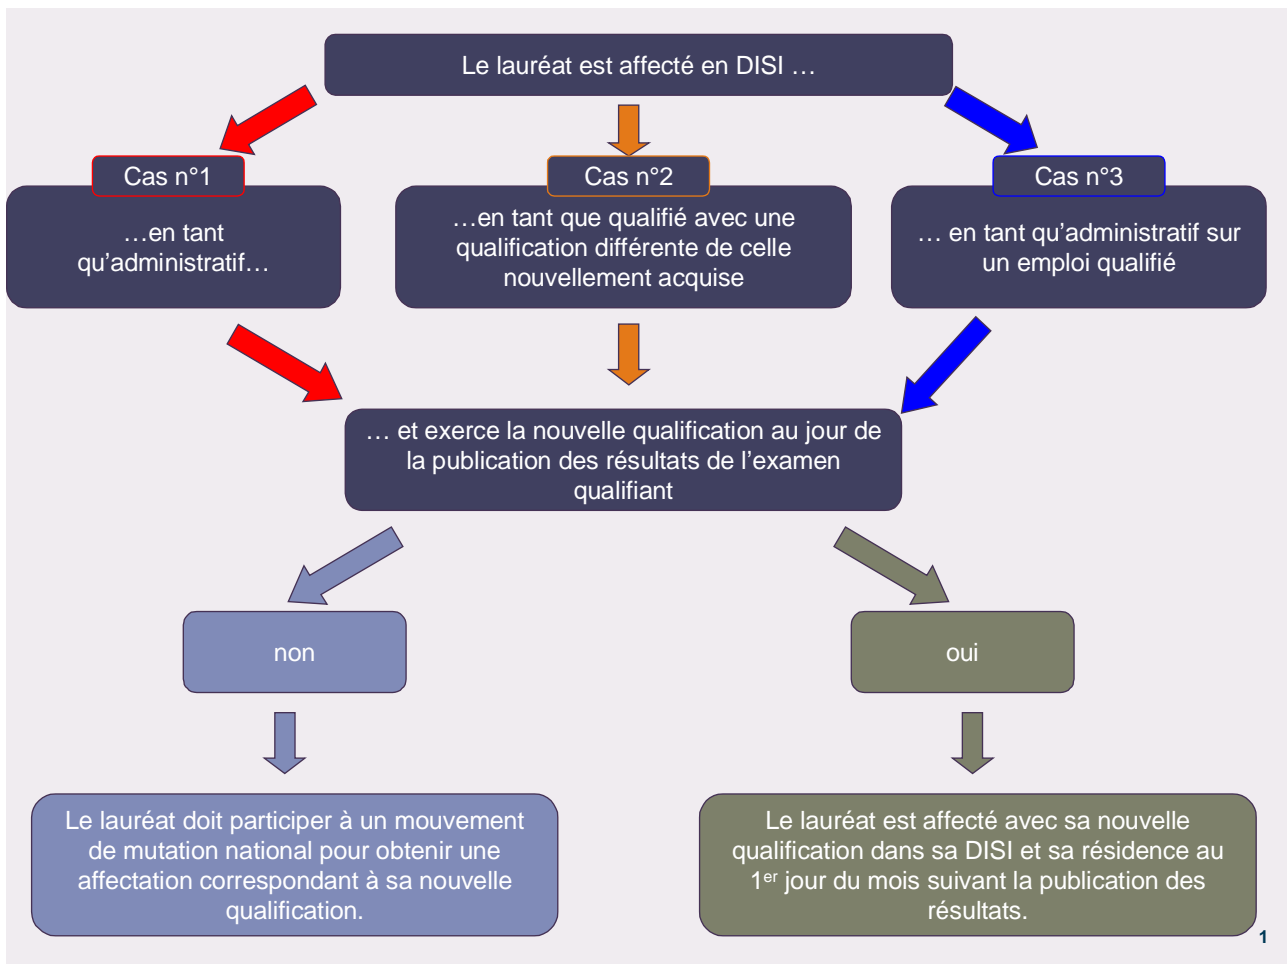 Le lauréat est affecté en DISI …
Cas n°1
…en tant
qu’administratif…
Cas n°2
…en tant que qualifié avec une
qualification différente de celle
nouvellement acquise
Cas n°3
… en tant qu’administratif sur
un emploi qualifié
… et exerce la nouvelle qualification au jour de
la publication des résultats de l’examen
qualifiant
non
oui
Le lauréat doit participer à un mouvement
de mutation national pour obtenir une
affectation correspondant à sa nouvelle
qualification.
Le lauréat est affecté avec sa nouvelle
qualification dans sa DISI et sa résidence au
1er jour du mois suivant la publication des
résultats.
1